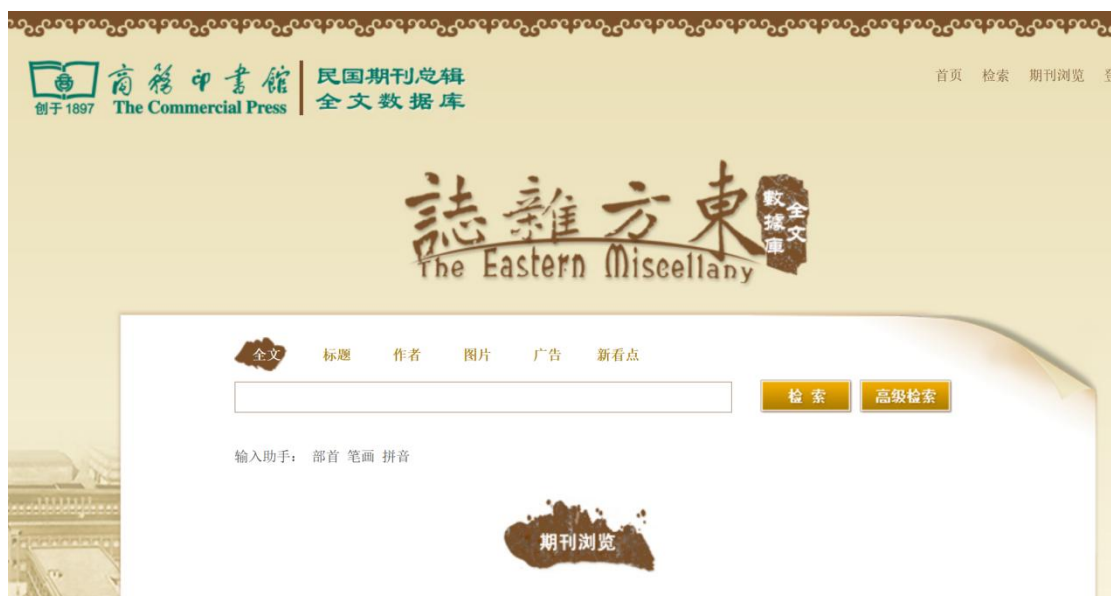 商務印書館
创于1897 The Commercial Press
民国期刊总辑
全文数据库
首页 检索 期刊浏览
東方雜誌
全文
數據庫
The Eastern Miscellany
全文 标题 作者 图片 广告 新看点
检 索 高级检索
输入助手： 部首 笔画 拼音
期刊浏览